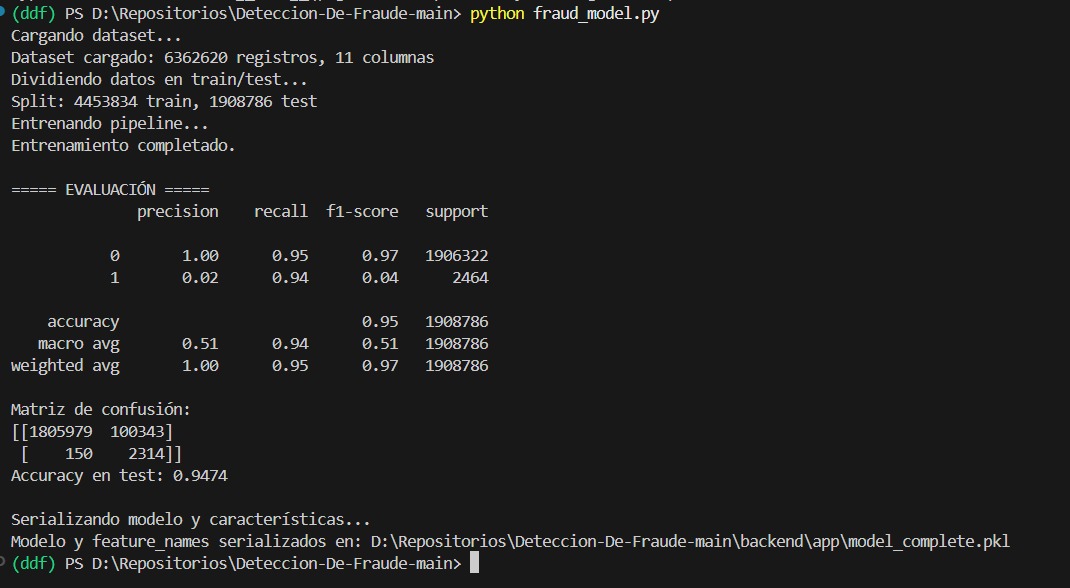 (ddf) PS D:\Repositorios\Deteccion-De-Fraude-main> python fraud_model.py
Cargando dataset...
Dataset cargado: 6362620 registros, 11 columnas
Dividiendo datos en train/test...
Split: 4453834 train, 1908786 test
Entrenando pipeline...
Entrenamiento completado.
===== EVALUACIÓN =====
precision recall f1-score support
0 1.00 0.95 0.97 1906322
1 0.02 0.94 0.04 2464
accuracy 0.95 1908786
macro avg 0.51 0.94 0.51 1908786
weighted avg 1.00 0.95 0.97 1908786
Matriz de confusión:
[[1805979 100343]
[ 150 2314]]
Accuracy en test: 0.9474
Serializando modelo y características...
Modelo y feature_names serializados en: D:\Repositorios\Deteccion-De-Fraude-main\backend\app\model_complete.pkl
(ddf) PS D:\Repositorios\Deteccion-De-Fraude-main>